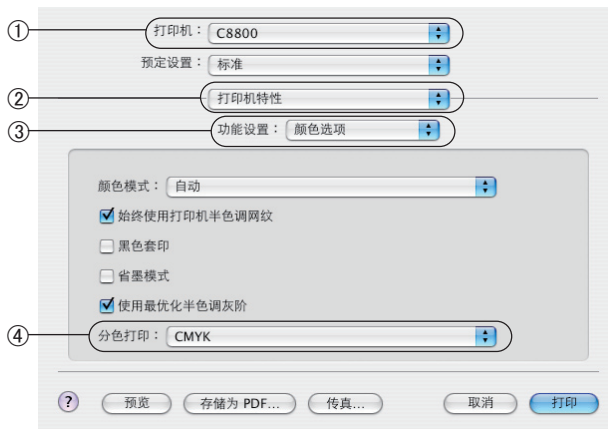 ① 打印机： C8800
预定设置： 标准
② 打印机特性
③ 功能设置： 颜色选项
颜色模式： 自动
始终使用打印机半色调网纹
黑色套印
省墨模式
使用最优化半色调灰阶
④ 分色打印： CMYK
? 预览 存储为 PDF... 传真... 取消 打印